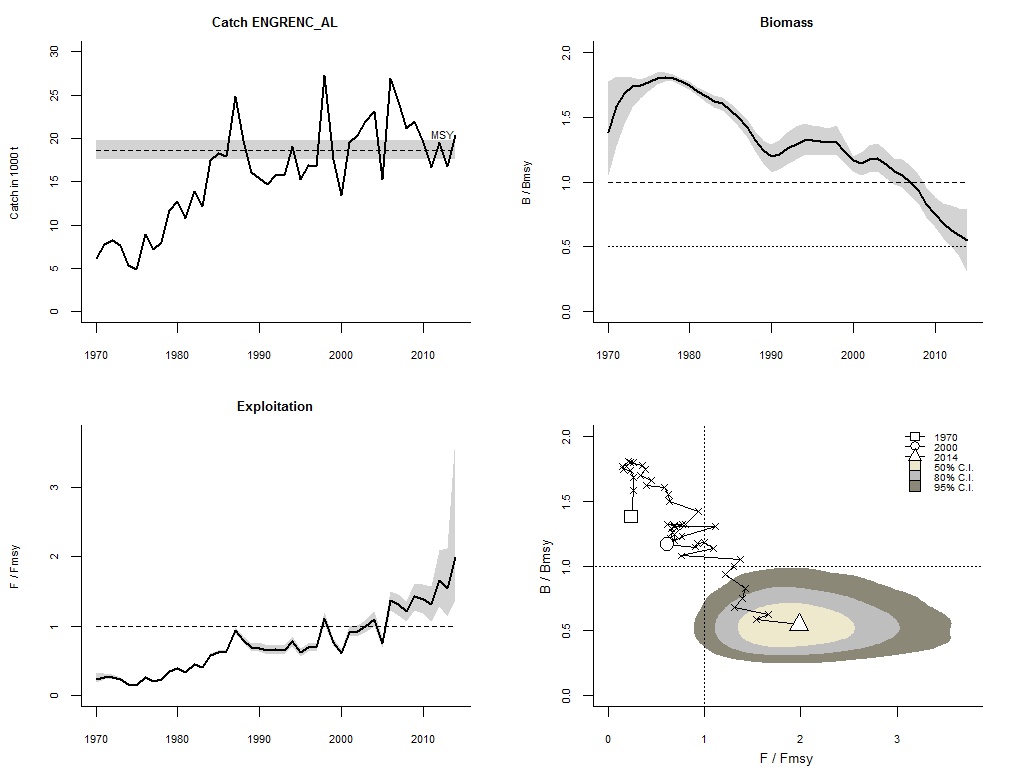 Catch ENGRENC_AL
Catch in 1000 t
30
25
20
15
10
5
0
MSY
1970 1980 1990 2000 2010
Biomass
B / Bmsy
2.0
1.5
1.0
0.5
0.0
1970 1980 1990 2000 2010
Exploitation
F / Fmsy
3
2
1
0
1970 1980 1990 2000 2010
B / Bmsy
2.0
1.5
1.0
0.5
0.0
1970
2000
2014
50% C.I.
80% C.I.
95% C.I.
0 1 2 3
F / Fmsy